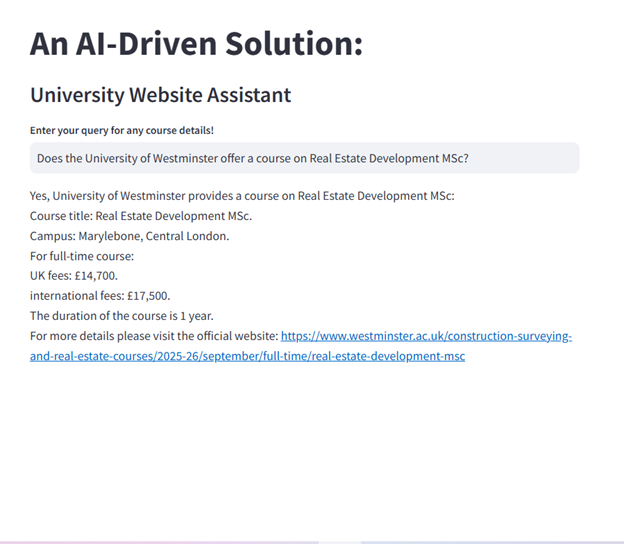 An AI-Driven Solution:
University Website Assistant
Enter your query for any course details!
Does the University of Westminster offer a course on Real Estate Development MSc?
Yes, University of Westminster provides a course on Real Estate Development MSc:
Course title: Real Estate Development MSc.
Campus: Marylebone, Central London.
For full-time course:
UK fees: £14,700.
international fees: £17,500.
The duration of the course is 1 year.
For more details please visit the official website: https://www.westminster.ac.uk/construction-surveying-
and-real-estate-courses/2025-26/september/full-time/real-estate-development-msc